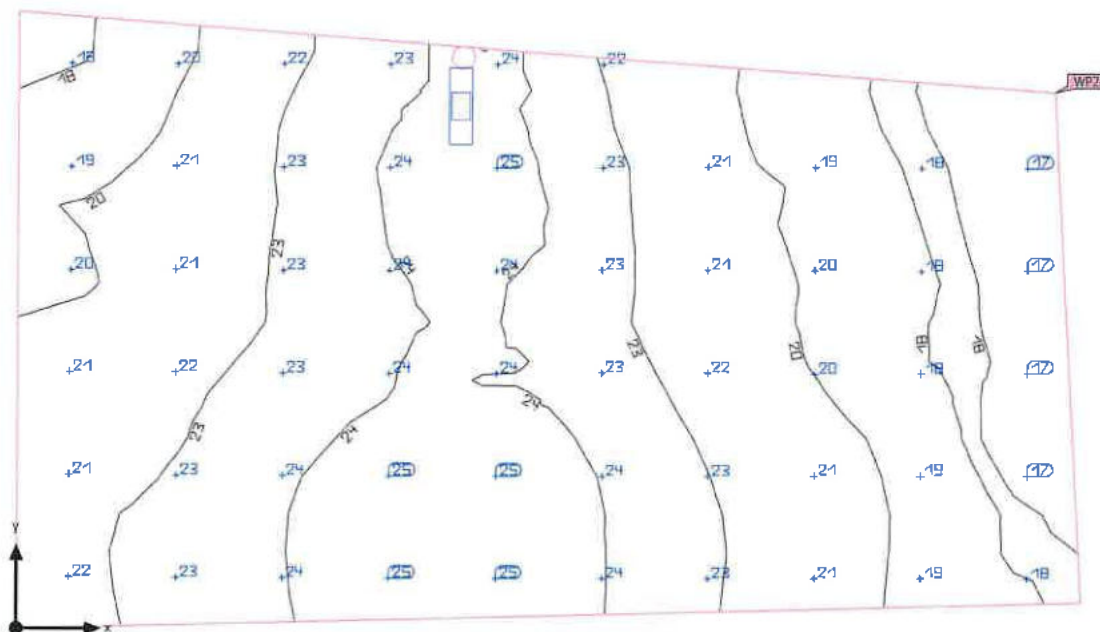 18 20 22 23 24 22
18
WP2
19 21 23 24 25 23 21 19 18 17
20
23
20 21 23 24 24 23 21 20 18 17
23 20 18 18
21 22 23 24 24 23 22 20 18 17
24
23 24
21 23 24 25 25 24 23 21 19 17
Y
22 23 24 25 25 24 23 21 19 18
x